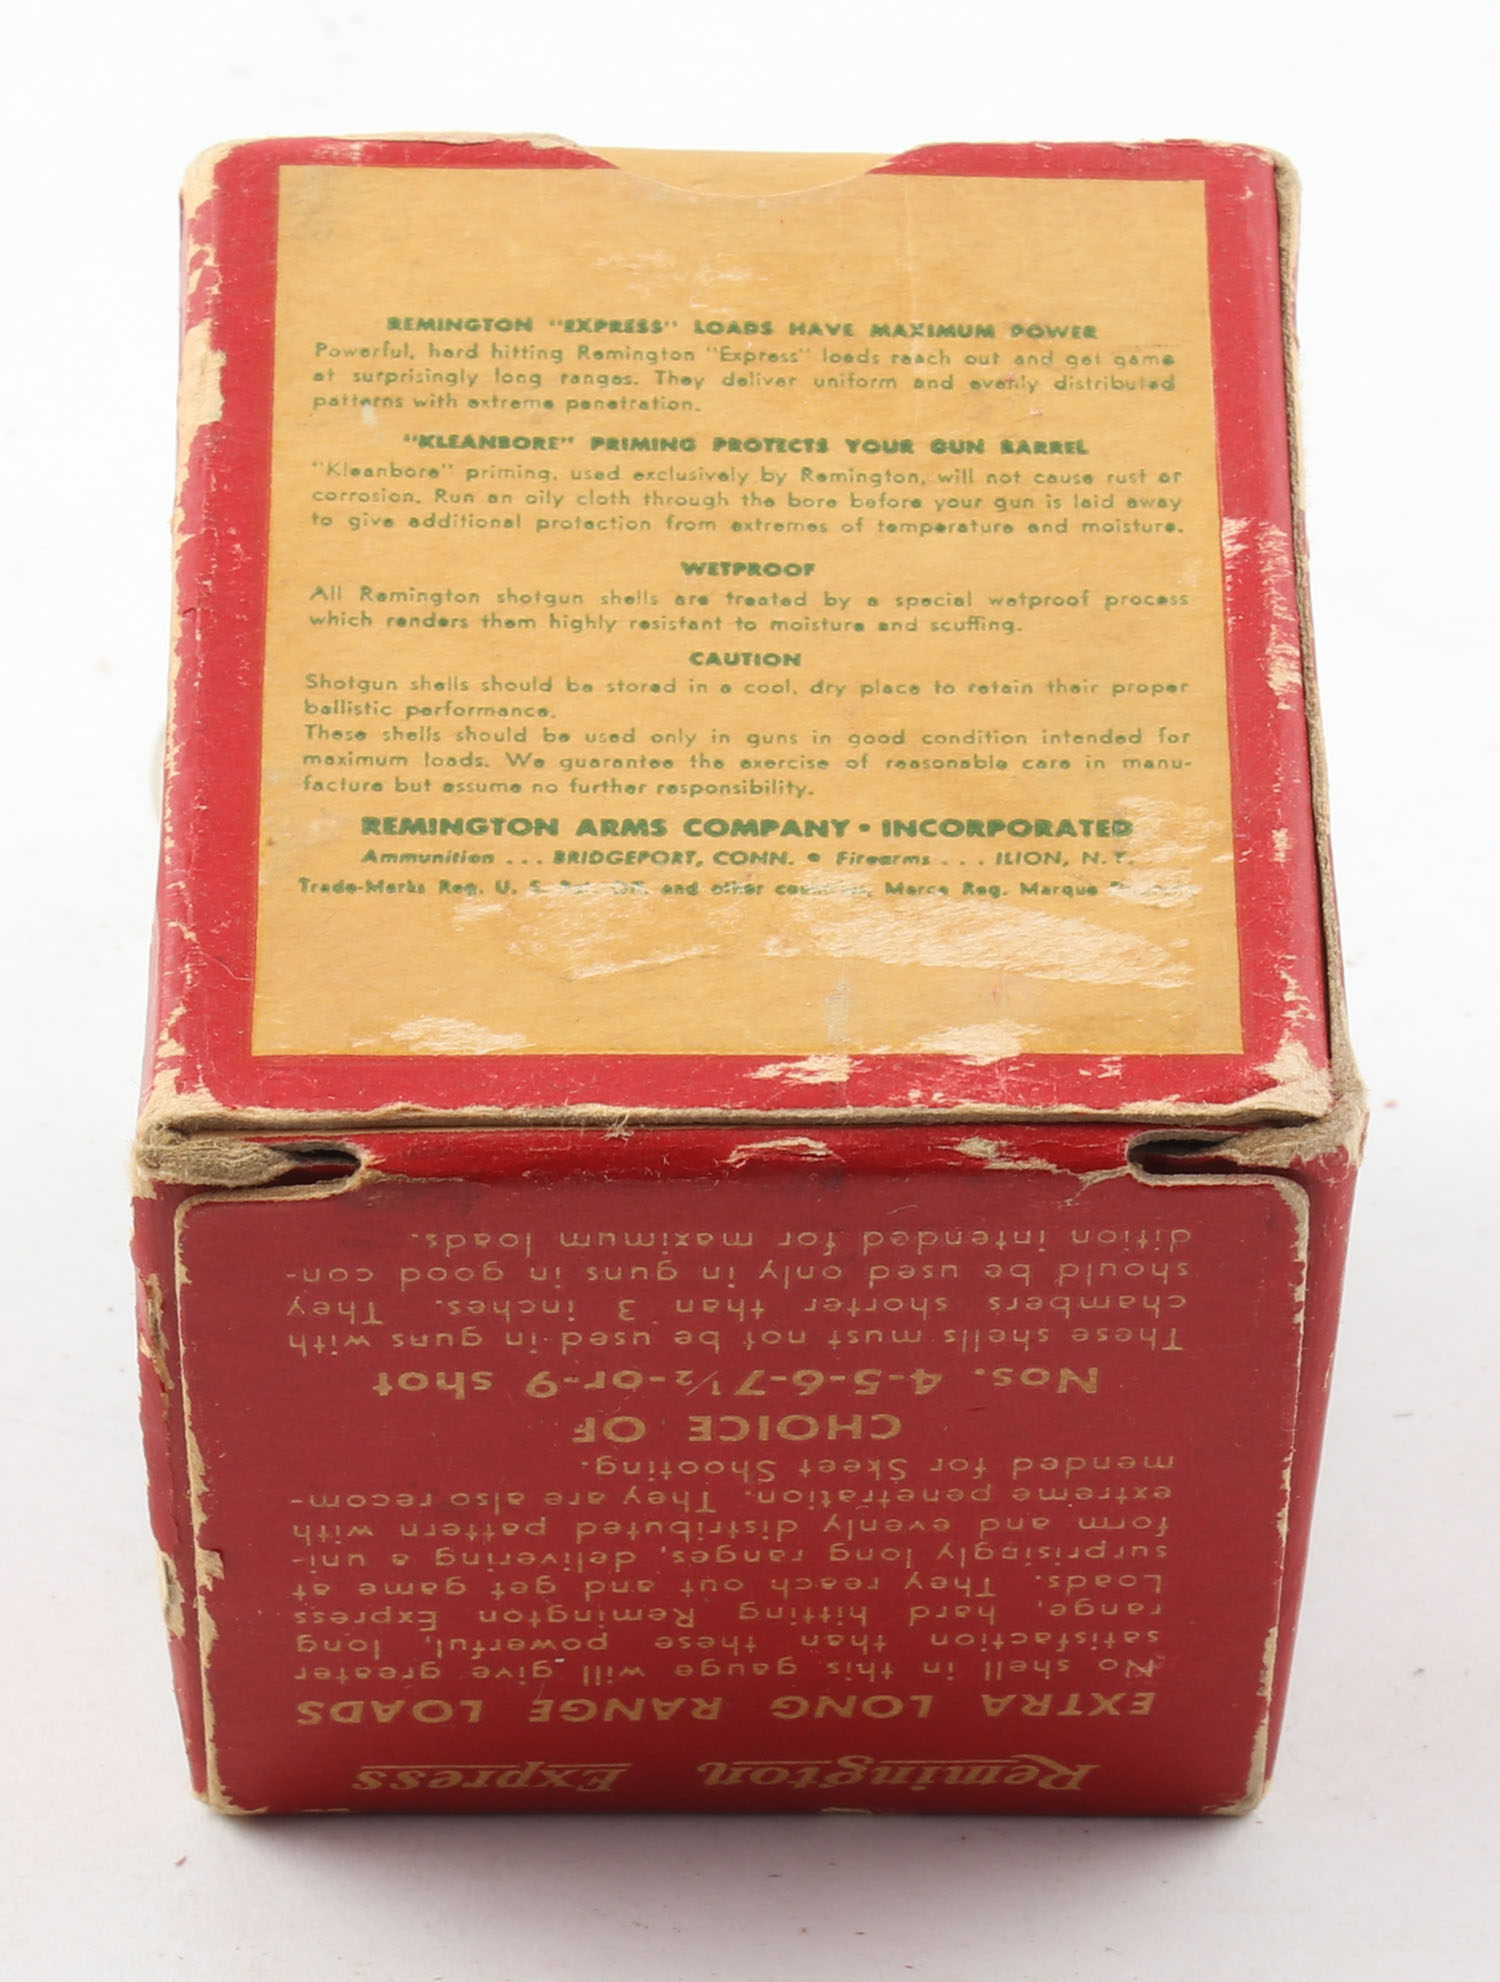 REMINGTON "EXPRESS" LOADS HAVE MAXIMUM POWER
Powerful, hard hitting Remington "Express" loads reach out and get game
at surprisingly long ranges. They deliver uniform and evenly distributed
patterns with extreme penetration.
"KLEANBORE" PRIMING PROTECTS YOUR GUN BARREL
"Kleanbore" priming, used exclusively by Remington, will not cause rust or
corrosion. Run an oily cloth through the bore before your gun is laid away
to give additional protection from extremes of temperature and moisture.
WETPROOF
All Remington shotgun shells are treated by a special wetproof process
which renders them highly resistant to moisture and scuffing.
CAUTION
Shotgun shells should be stored in a cool, dry place to retain their proper
ballistic performance.
These shells should be used only in guns in good condition intended for
maximum loads. We guarantee the exercise of reasonable care in manu-
facture but assume no further responsibility.
REMINGTON ARMS COMPANY • INCORPORATED
Ammunition ... BRIDGEPORT, CONN. • Firearms ... ILION, N. Y.
Trade-Marks Reg. U. S. Pat. Off. and other countries, Marca Reg. Marque
Remington Express
EXTRA LONG RANGE LOADS
No shell in this gauge will give greater
satisfaction than these powerful, long
range, hard hitting Remington Express
Loads. They reach out and get game at
surprisingly long ranges, delivering a uni-
form and evenly distributed pattern with
extreme penetration. They are also recom-
mended for Skeet Shooting.
CHOICE OF
Nos. 4-5-6-7½-or-9 shot
These shells must not be used in guns with
chambers shorter than 3 inches. They
should be used only in guns in good con-
dition intended for maximum loads.